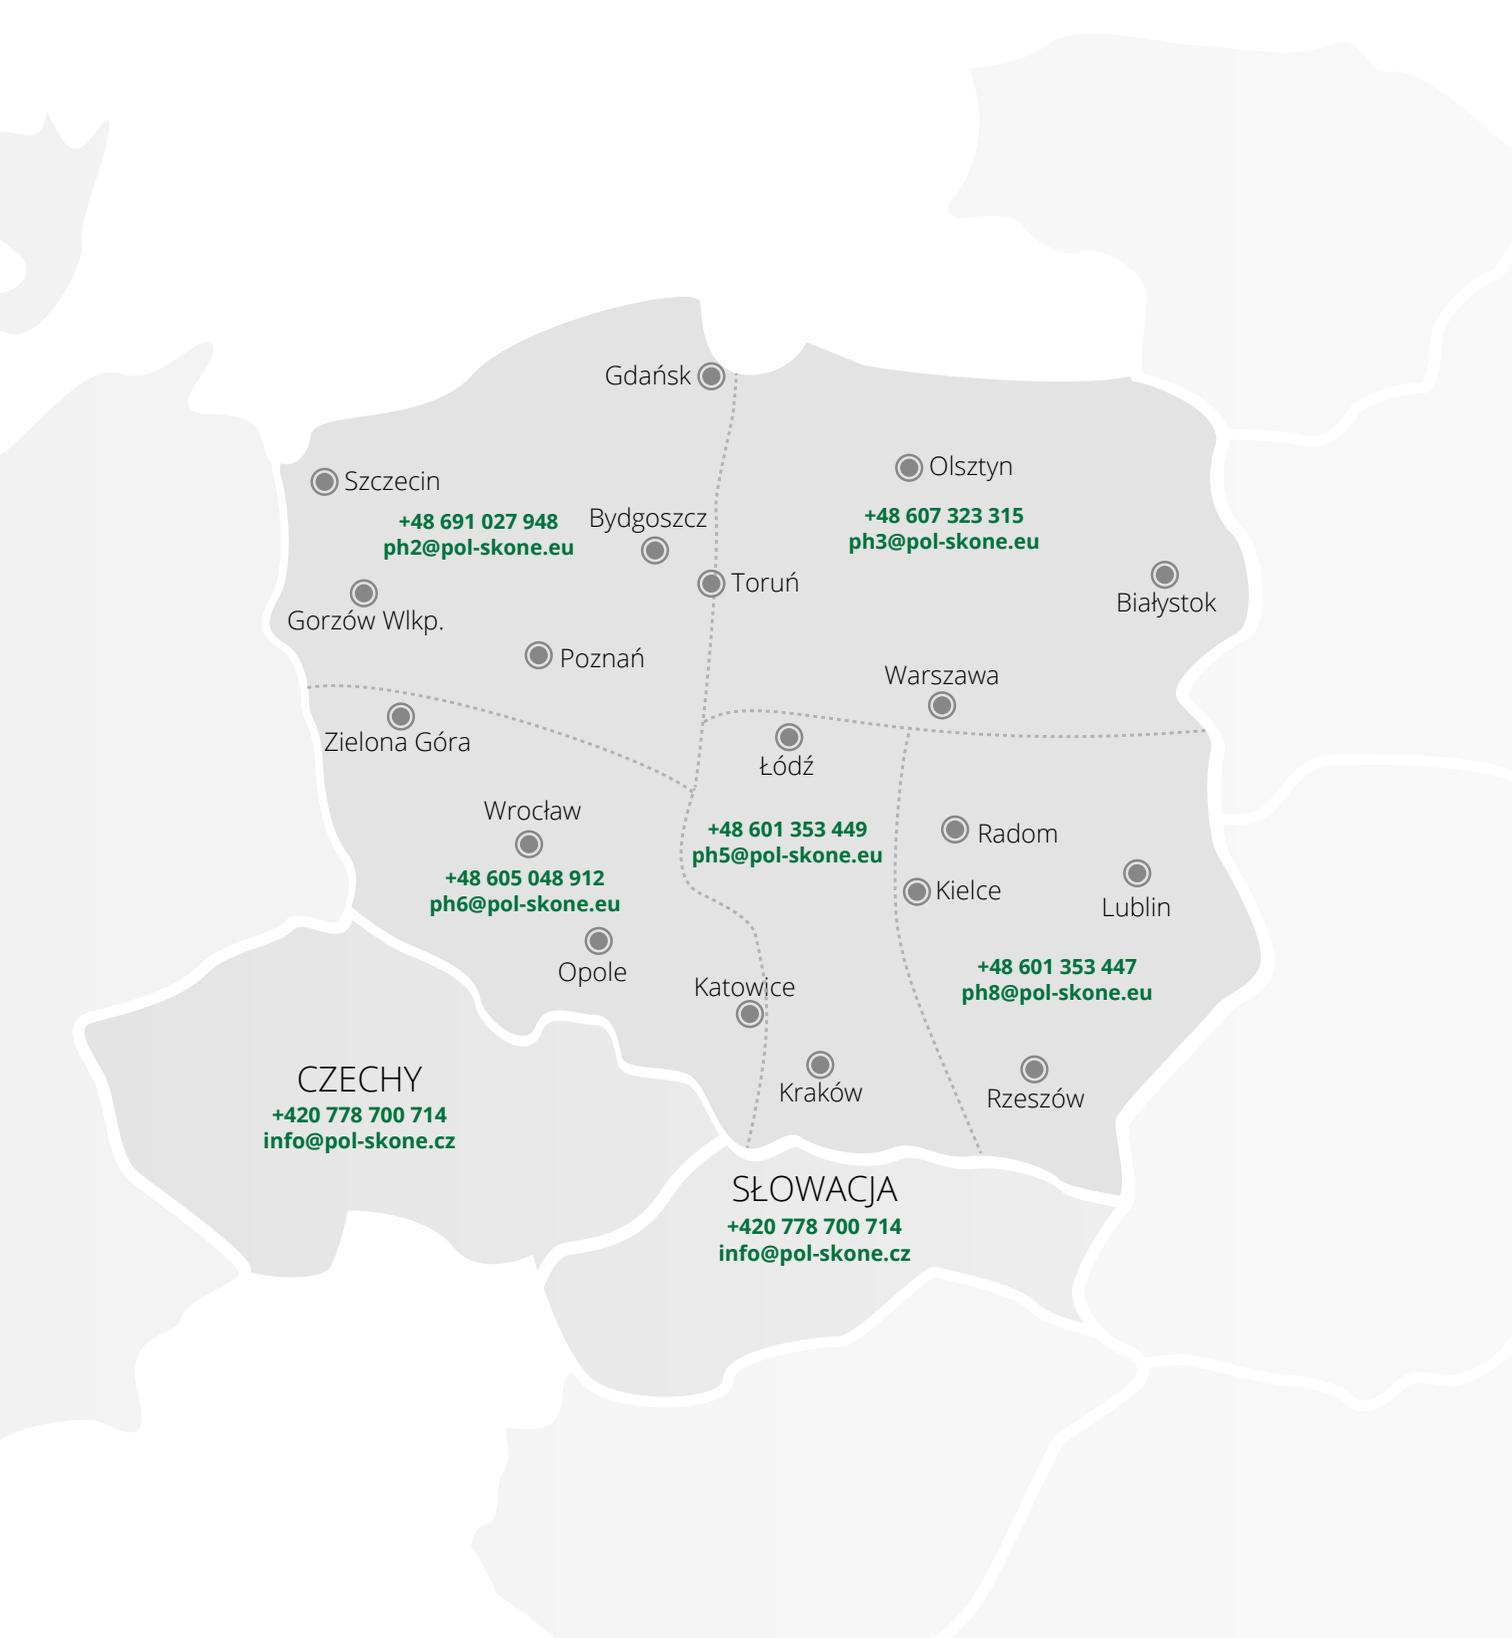 Gdańsk
Olsztyn
Szczecin
+48 691 027 948
ph2@pol-skone.eu
Bydgoszcz
+48 607 323 315
ph3@pol-skone.eu
Toruń
Białystok
Gorzów Wlkp.
Poznań
Warszawa
Zielona Góra
Łódź
Wrocław
+48 605 048 912
ph6@pol-skone.eu
+48 601 353 449
ph5@pol-skone.eu
Radom
Kielce
Lublin
Opole
Katowice
+48 601 353 447
ph8@pol-skone.eu
Kraków
Rzeszów
CZECHY
+420 778 700 714
info@pol-skone.cz
SŁOWACJA
+420 778 700 714
info@pol-skone.cz